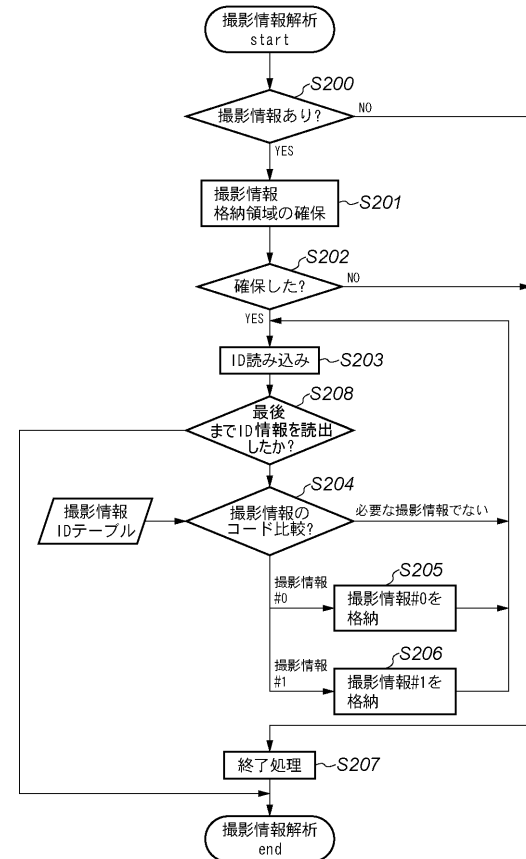 撮影情報解析
start
S200
撮影情報あり?
NO
YES
撮影情報
格納領域の確保
S201
S202
確保した?
NO
YES
ID読み込み
S203
S208
最後
までID情報を読出
したか?
S204
撮影情報
IDテーブル
撮影情報の
コード比較?
必要な撮影情報でない
撮影情報
#0
S205
撮影情報#0を
格納
撮影情報
#1
S206
撮影情報#1を
格納
終了処理
S207
撮影情報解析
end